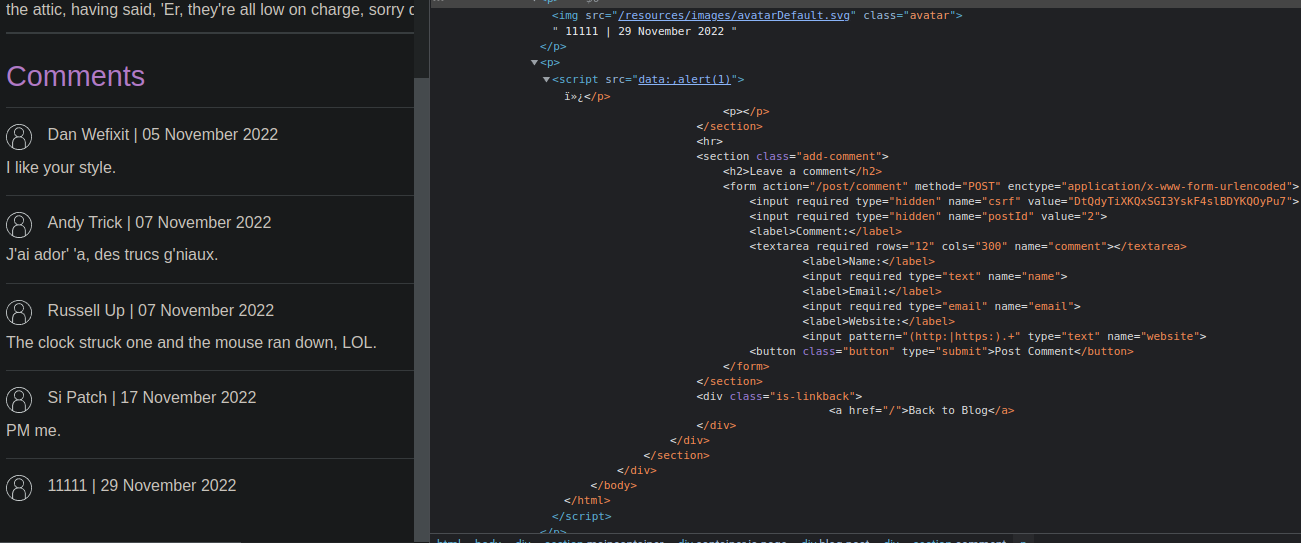 the attic, having said, 'Er, they're all low on charge, sorry
Comments
Dan Wefixit | 05 November 2022
I like your style.
Andy Trick | 07 November 2022
J'ai ador' 'a, des trucs g'niaux.
Russell Up | 07 November 2022
The clock struck one and the mouse ran down, LOL.
Si Patch | 17 November 2022
PM me.
11111 | 29 November 2022
<img src="/resources/images/avatarDefault.svg" class="avatar">
" 11111 | 29 November 2022 "
</p>
<p>
<script src="data:,alert(1)">
ï»¿</p>
<p></p>
</section>
<hr>
<section class="add-comment">
<h2>Leave a comment</h2>
<form action="/post/comment" method="POST" enctype="application/x-www-form-urlencoded">
<input required type="hidden" name="csrf" value="DtQdyTiXKQxSGI3YskF4slBDYKQOyPu7">
<input required type="hidden" name="postId" value="2">
<label>Comment:</label>
<textarea required rows="12" cols="300" name="comment"></textarea>
<label>Name:</label>
<input required type="text" name="name">
<label>Email:</label>
<input required type="email" name="email">
<label>Website:</label>
<input pattern="(http:|https:).+" type="text" name="website">
<button class="button" type="submit">Post Comment</button>
</form>
</section>
<div class="is-linkback">
<a href="/">Back to Blog</a>
</div>
</div>
</section>
</div>
</body>
</html>
</script>